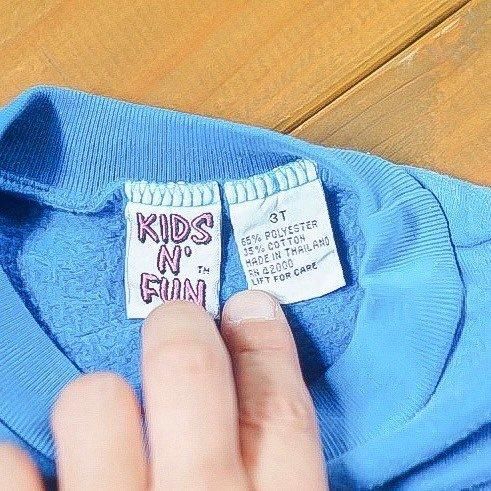 KIDS
N'
FUN
TM
3T
65% POLYESTER
35% COTTON
MADE IN THAILAND
RN 42000
LIFT FOR CARE